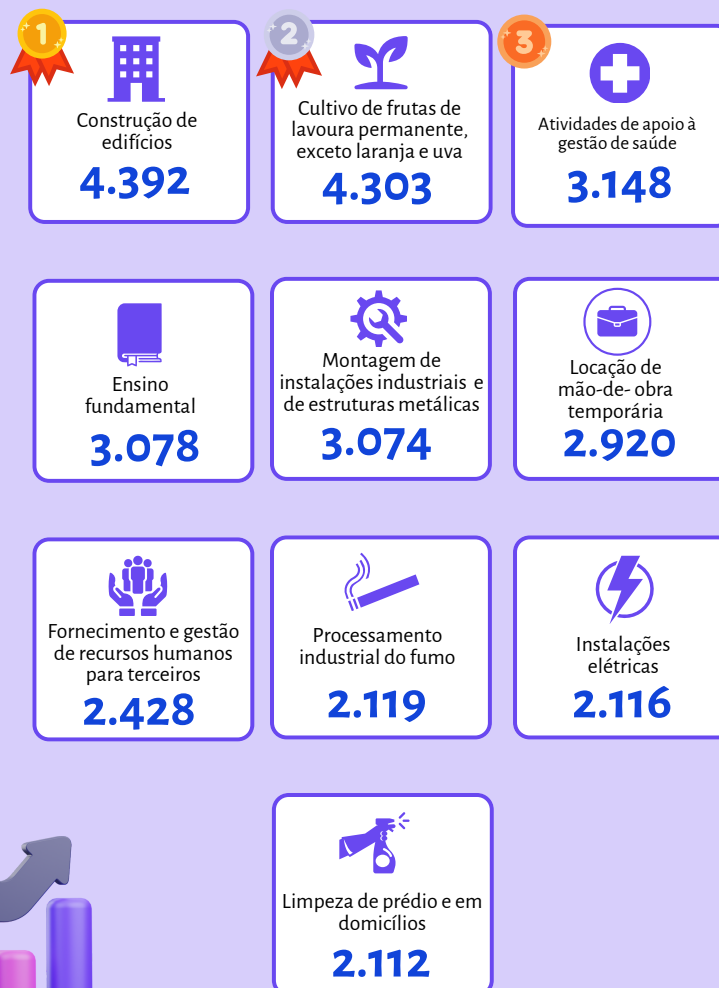 1
Construção de
edifícios
4.392
2
Cultivo de frutas de
lavoura permanente,
exceto laranja e uva
4.303
3
Atividades de apoio à
gestão de saúde
3.148
Ensino
fundamental
3.078
Montagem de
instalações industriais e
de estruturas metálicas
3.074
Locação de
mão-de- obra
temporária
2.920
Fornecimento e gestão
de recursos humanos
para terceiros
2.428
Processamento
industrial do fumo
2.119
Instalações
elétricas
2.116
Limpeza de prédio e em
domicílios
2.112